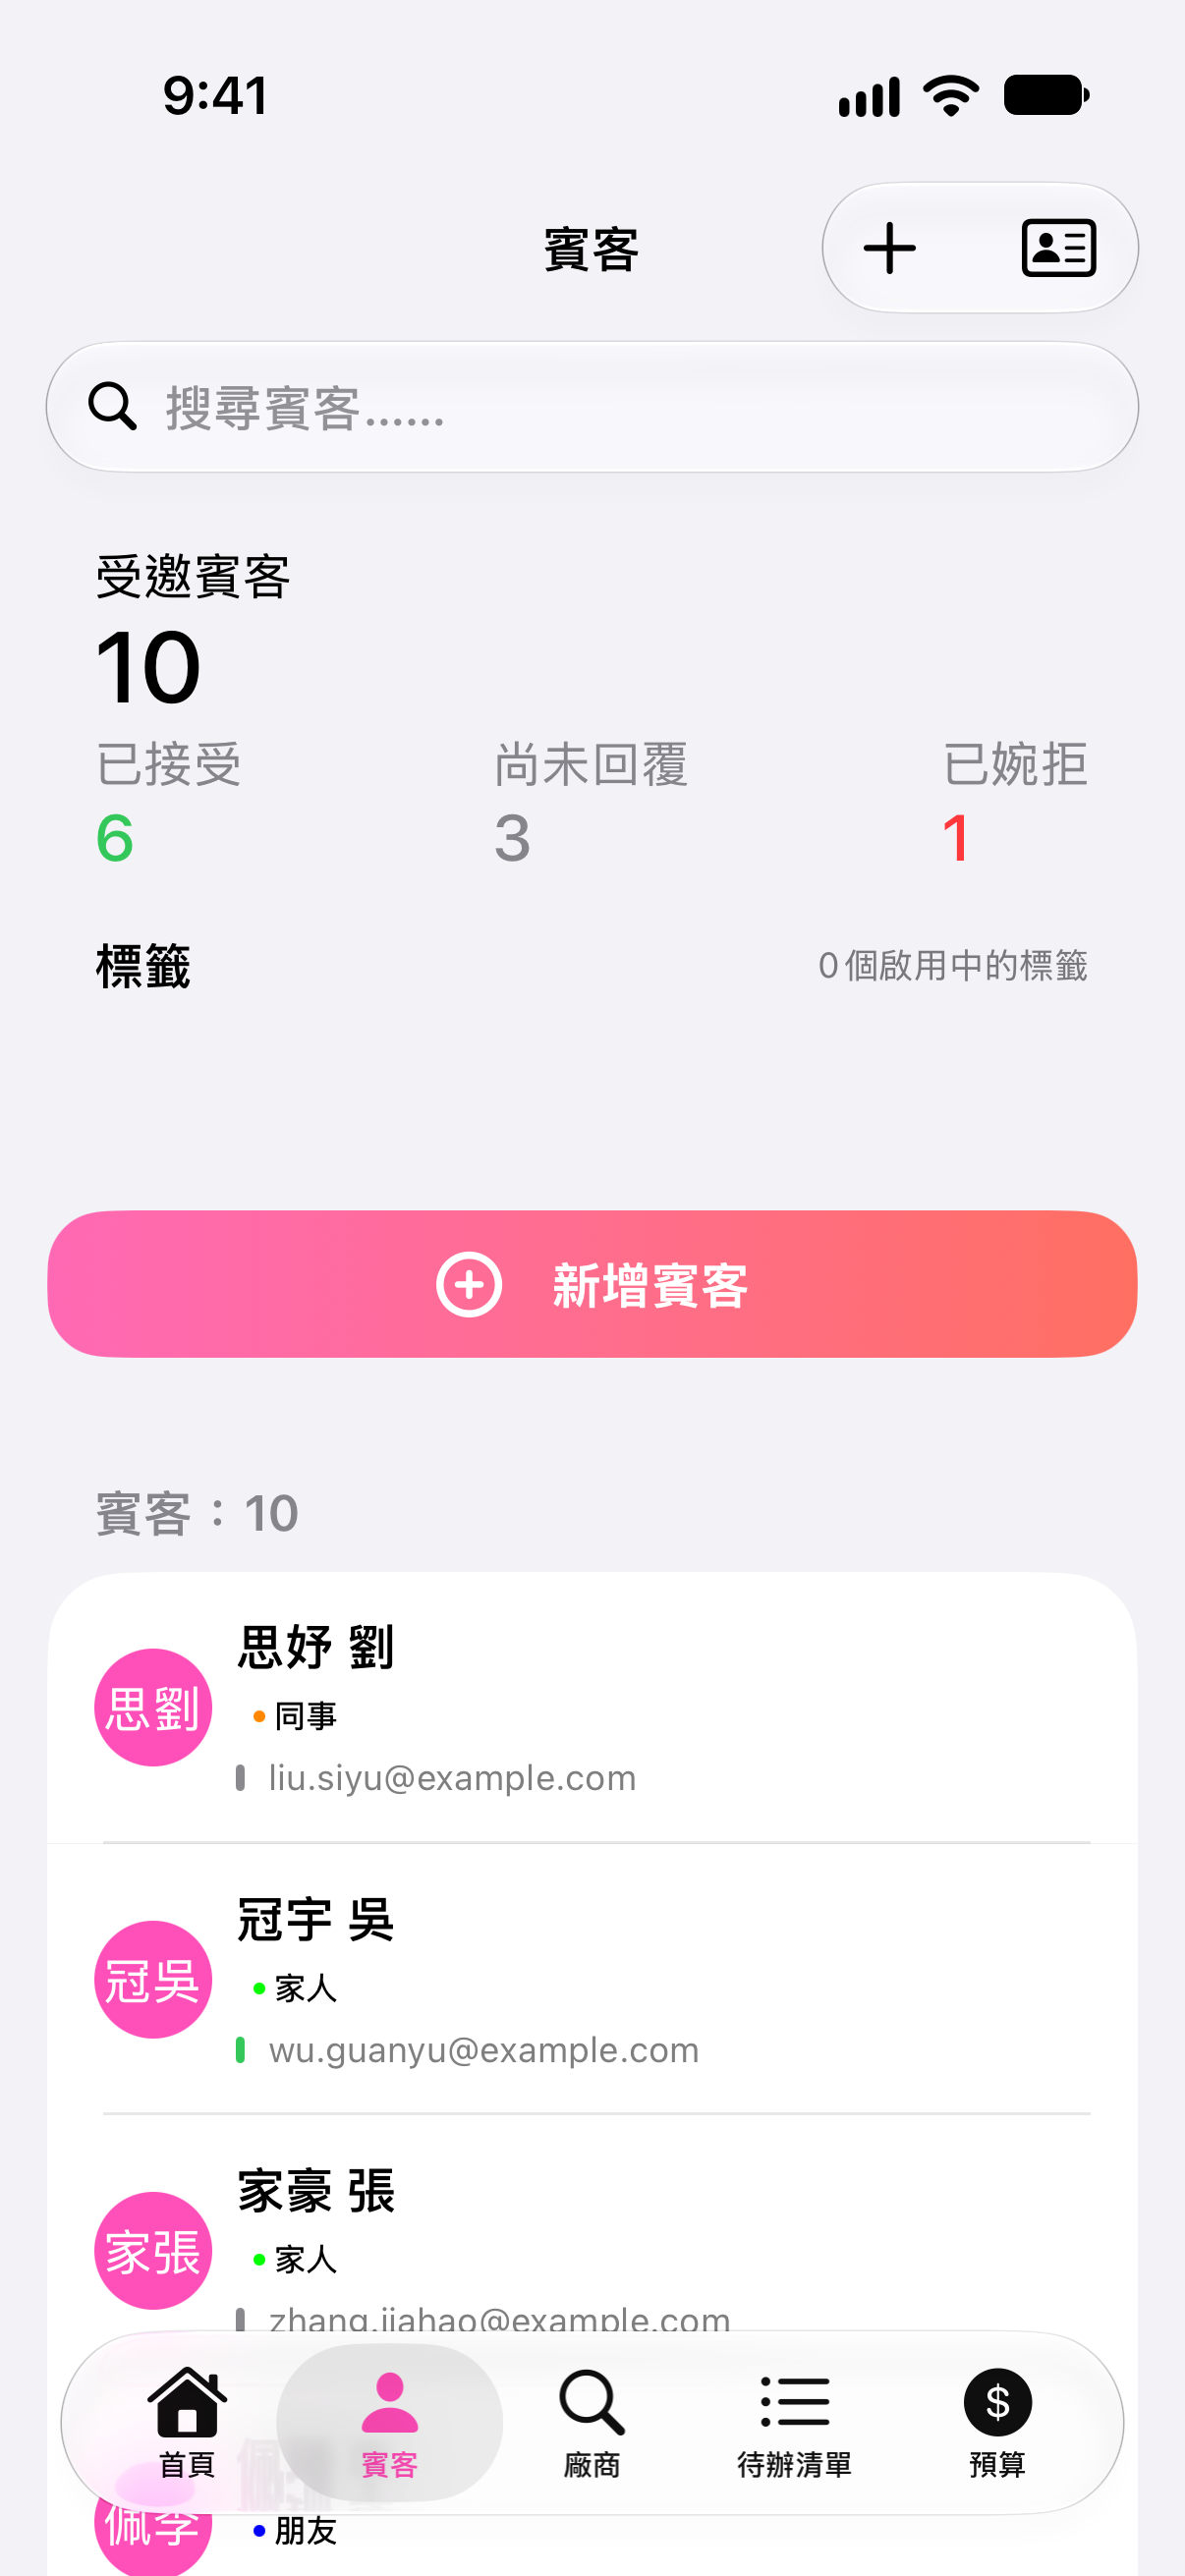 9:41
賓客
搜尋賓客......
受邀賓客
10
已接受 尚未回覆 已婉拒
6 3 1
標籤 0 個啟用中的標籤
新增賓客
賓客：10
思劉
思妤 劉
同事
liu.siyu@example.com
冠吳
冠宇 吳
家人
wu.guanyu@example.com
家張
家豪 張
家人
zhang.jiahao@example.com
首頁 賓客 廠商 待辦清單 預算
佩李
朋友